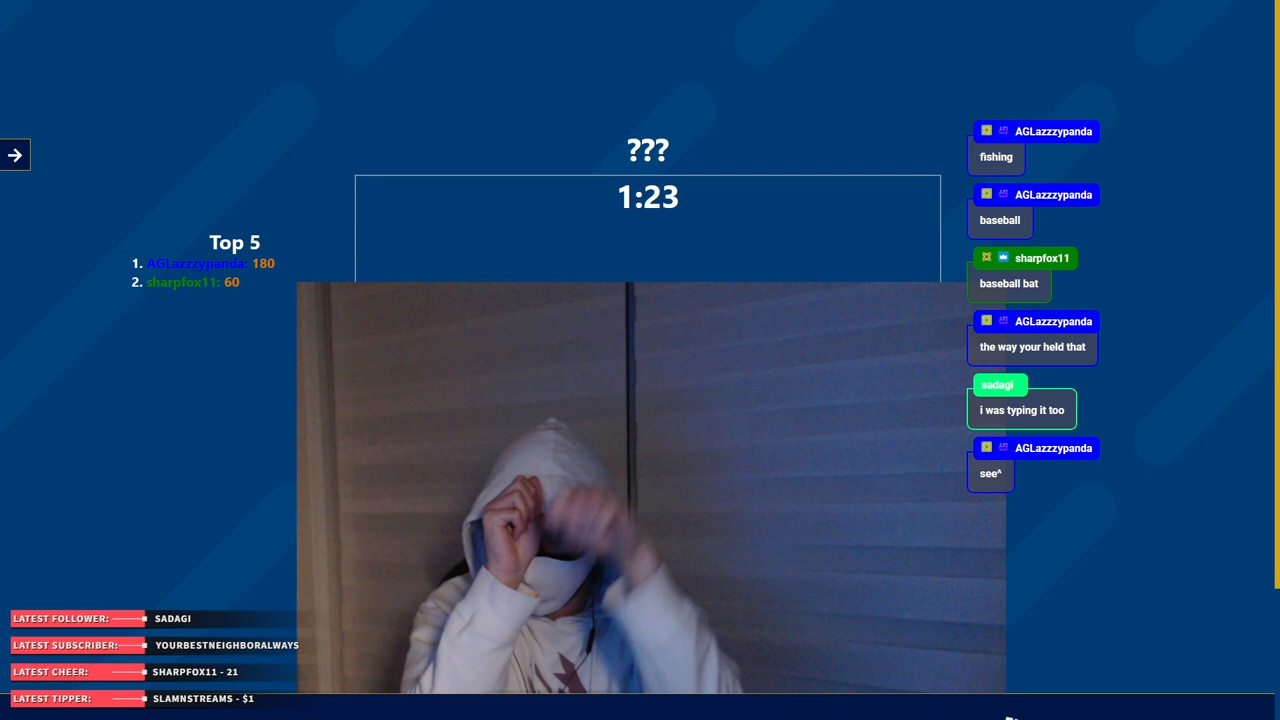 ???
1:23
Top 5
1. AGLazzzypanda: 180
2. sharpfox11: 60
AGLazzzypanda
fishing
AGLazzzypanda
baseball
sharpfox11
baseball bat
AGLazzzypanda
the way your held that
sadagi
i was typing it too
AGLazzzypanda
see^
LATEST FOLLOWER: SADAGI
LATEST SUBSCRIBER: YOURBESTNEIGHBORALWAYS
LATEST CHEER: SHARPFOX11 - 21
LATEST TIPPER: SLAMNSTREAMS - $1